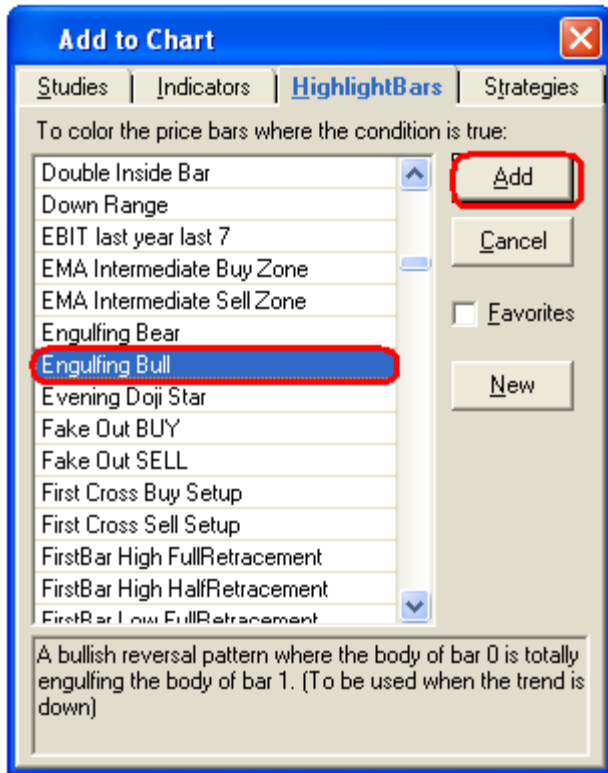 Add to Chart
Studies Indicators HighlightBars Strategies
To color the price bars where the condition is true:
Double Inside Bar
Down Range
EBIT last year last 7
EMA Intermediate Buy Zone
EMA Intermediate Sell Zone
Engulfing Bear
Engulfing Bull
Evening Doji Star
Fake Out BUY
Fake Out SELL
First Cross Buy Setup
First Cross Sell Setup
FirstBar High FullRetracement
FirstBar High HalfRetracement
FirstBar Low FullRetracement
Add
Cancel
Favorites
New
A bullish reversal pattern where the body of bar 0 is totally
engulfing the body of bar 1. (To be used when the trend is
down)